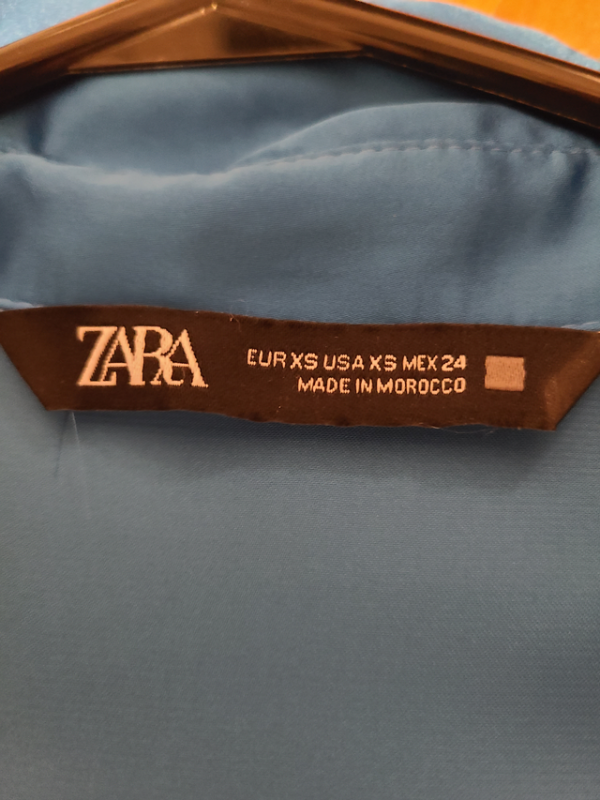 ZARA
EUR XS USA XS MEX 24
MADE IN MOROCCO